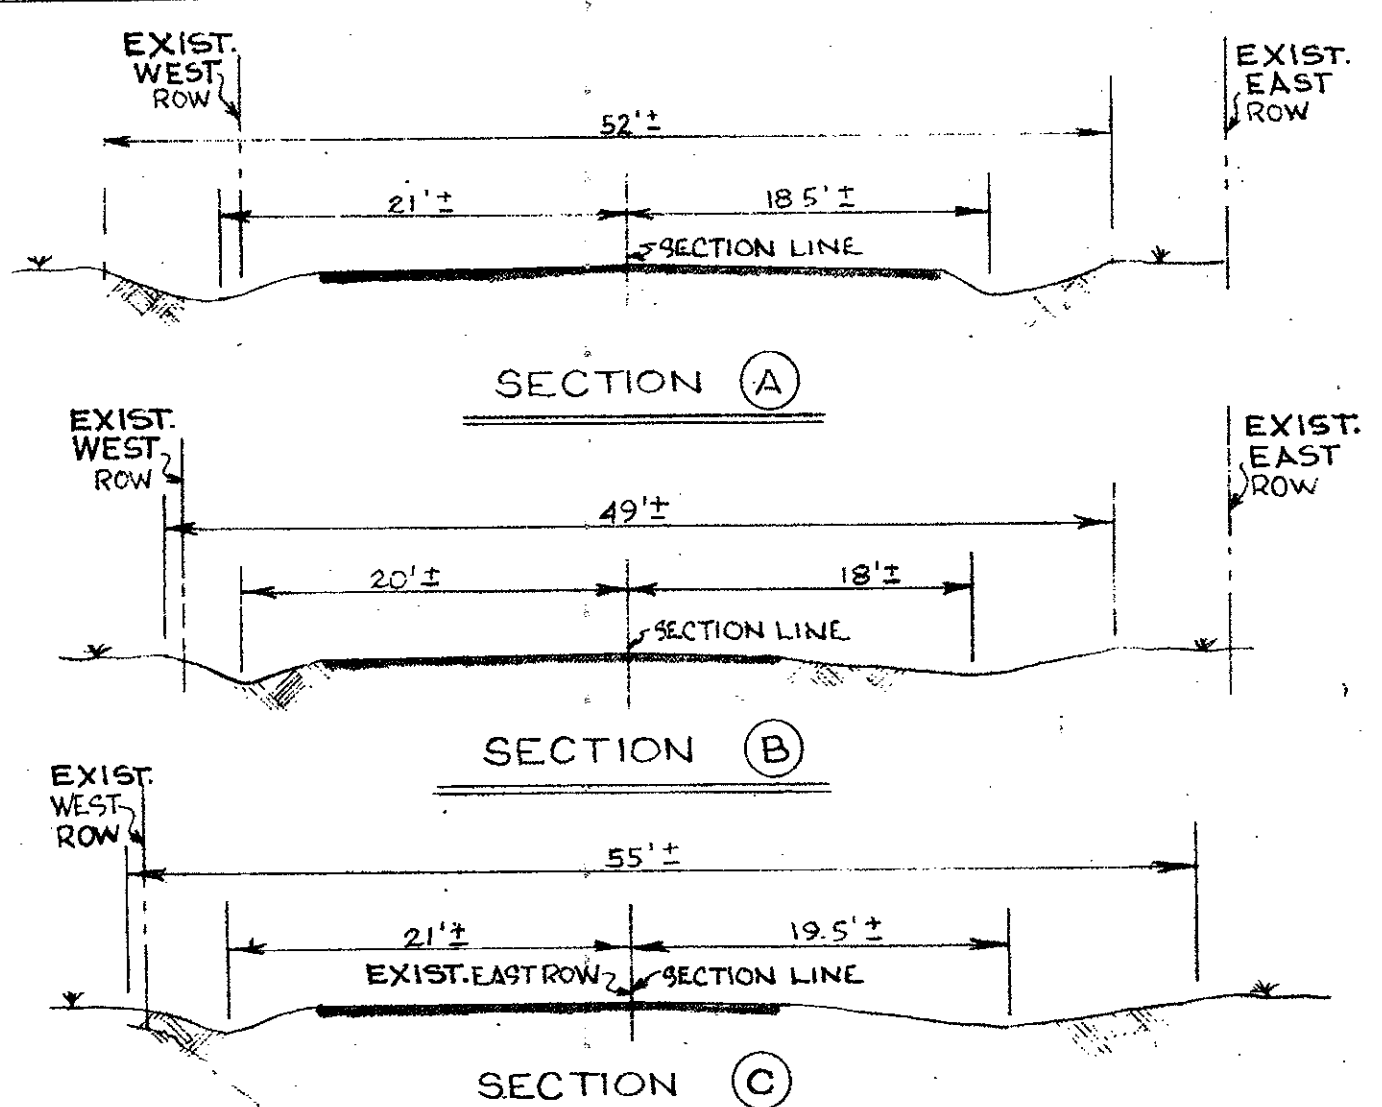 EXIST.
WEST
ROW
EXIST.
EAST
ROW
52'±
21'±
18.5'±
SECTION LINE
SECTION A
EXIST.
WEST
ROW
EXIST.
EAST
ROW
49'±
20'±
18'±
SECTION LINE
SECTION B
EXIST.
WEST
ROW
55'±
21'±
19.5'±
EXIST. EAST ROW
SECTION LINE
SECTION C